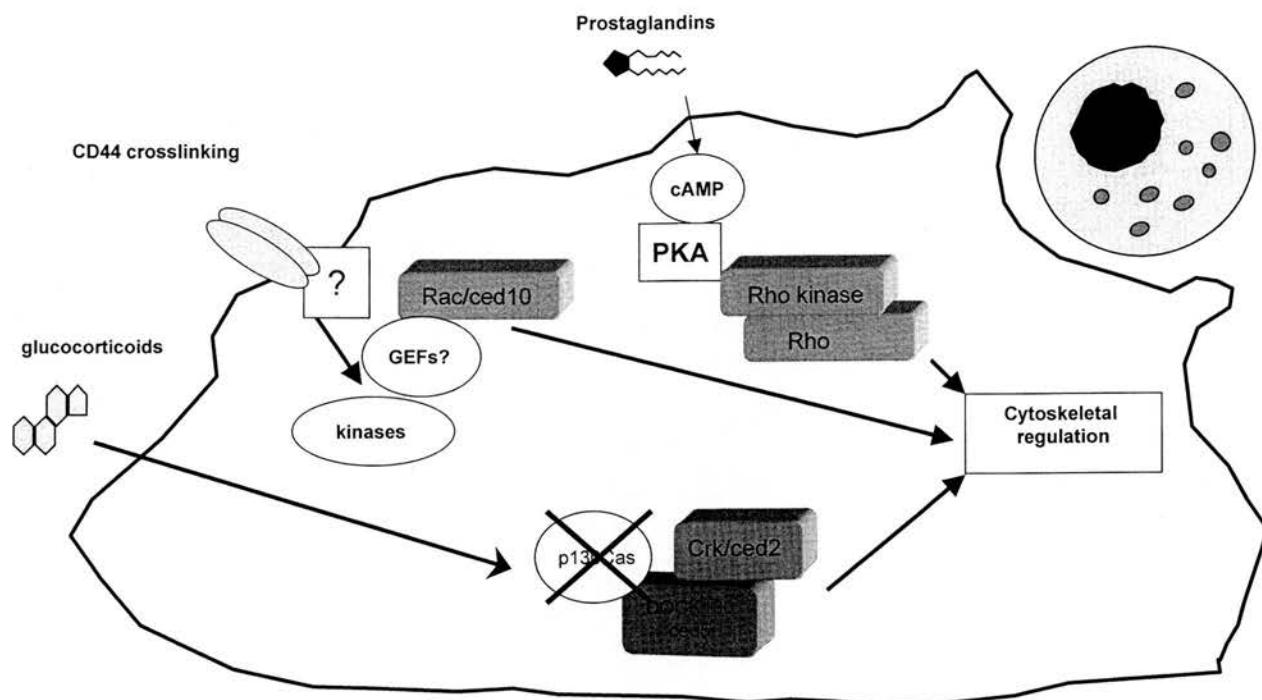 Prostaglandins
CD44 crosslinking
cAMP
PKA
?
Rac/ced10
Rho kinase
Rho
glucocorticoids
GEFs?
kinases
Cytoskeletal
regulation
Crk/ced2